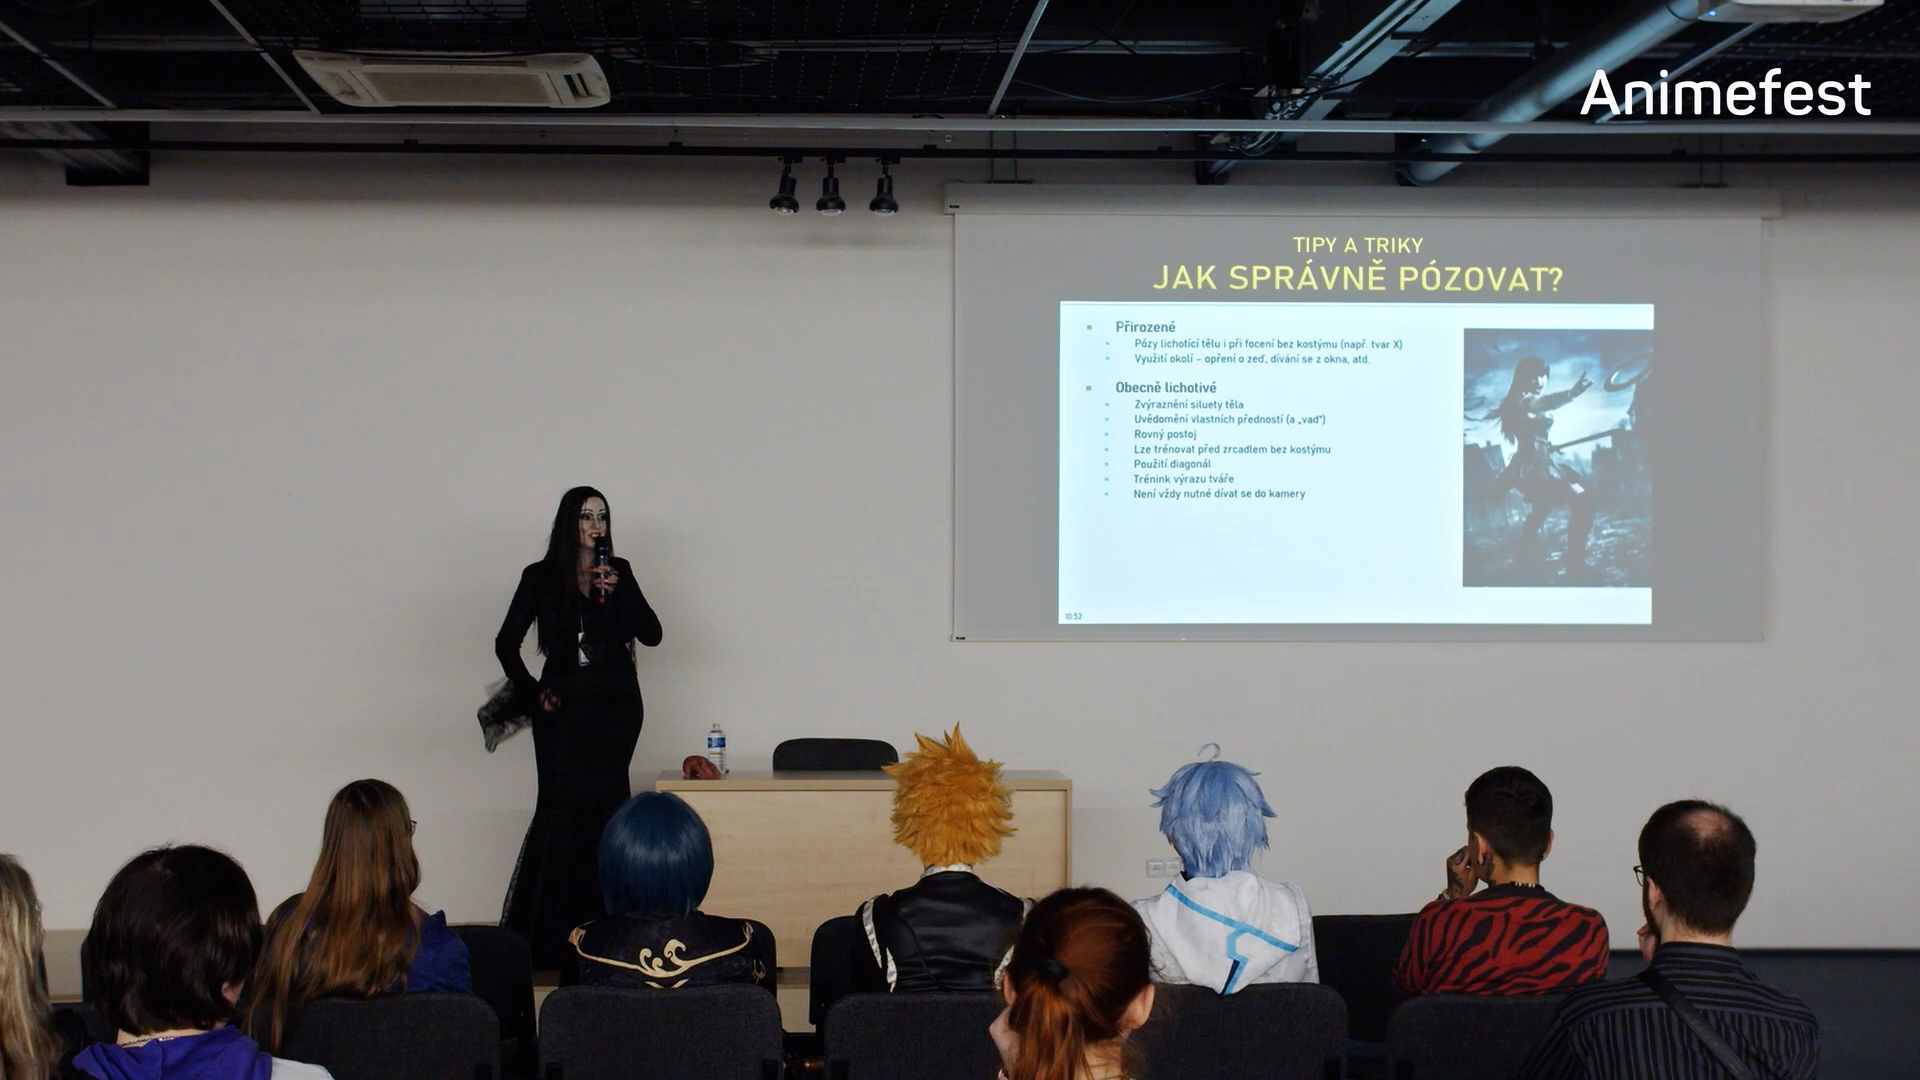 Animefest
TIPY A TRIKY
JAK SPRÁVNĚ PÓZOVAT?
Přirozené
Pózy lichotící tělu i při focení bez kostýmu (např. tvar X)
Využití okolí – opření o zeď, dívání se z okna, atd.
Obecně lichotivé
Zvýraznění siluety těla
Uvědomění vlastních předností (a „vad“)
Rovný postoj
Lze trénovat před zrcadlem bez kostýmu
Použití diagonál
Trénink výrazu tváře
Není vždy nutné dívat se do kamery
10:52